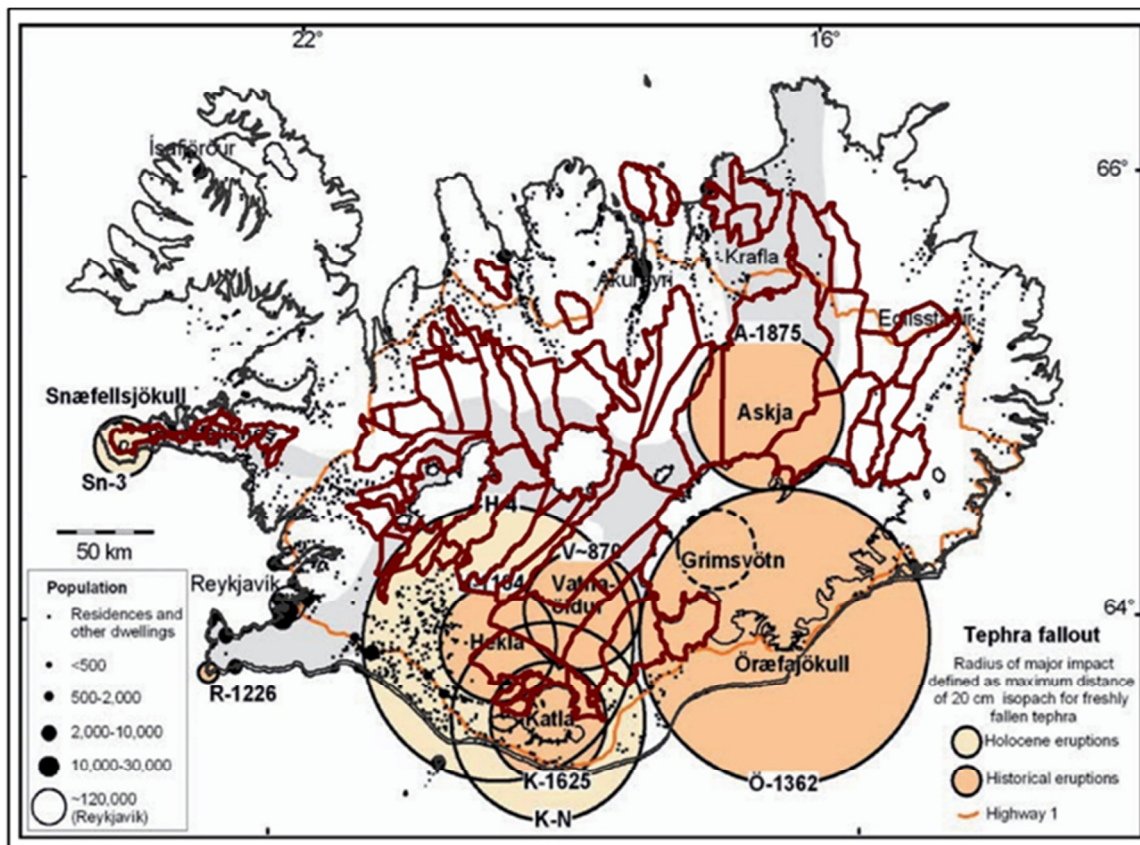 22°
16°
Ísafjörður
66°
Krafla
Akureyri
Egilsstaðir
A-1875
Snæfellsjökull
Askja
Sn-3
H-4
50 km
V~870
Grímsvötn
Vatna-
öldur
Reykjavík
64°
Hekla
Öræfajökull
R-1226
Katla
K-1625
Ö-1362
K-N
Population
Residences and
other dwellings
<500
500-2,000
2,000-10,000
10,000-30,000
~120,000
(Reykjavik)
Tephra fallout
Radius of major impact
defined as maximum distance
of 20 cm isopach for freshly
fallen tephra
Holocene eruptions
Historical eruptions
Highway 1